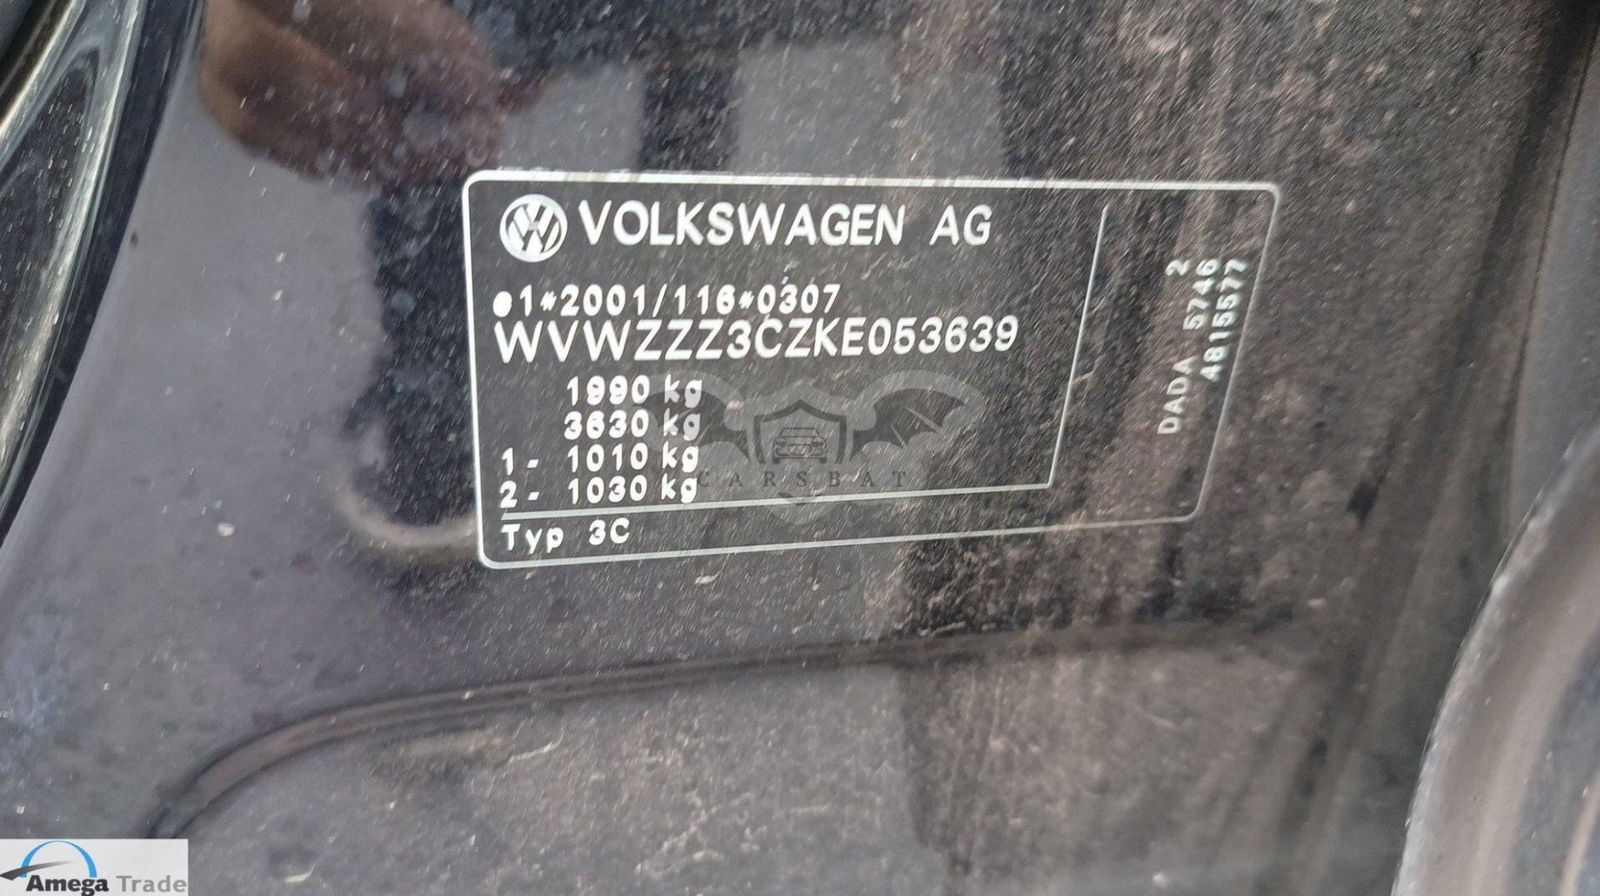 VOLKSWAGEN AG
e1*2001/116*0307
WVWZZZ3CZKE053639
1990 kg
3630 kg
1- 1010 kg
2- 1030 kg
Typ 3C
DADA 5746 2
4815577
CARSBAT
Amega Trade